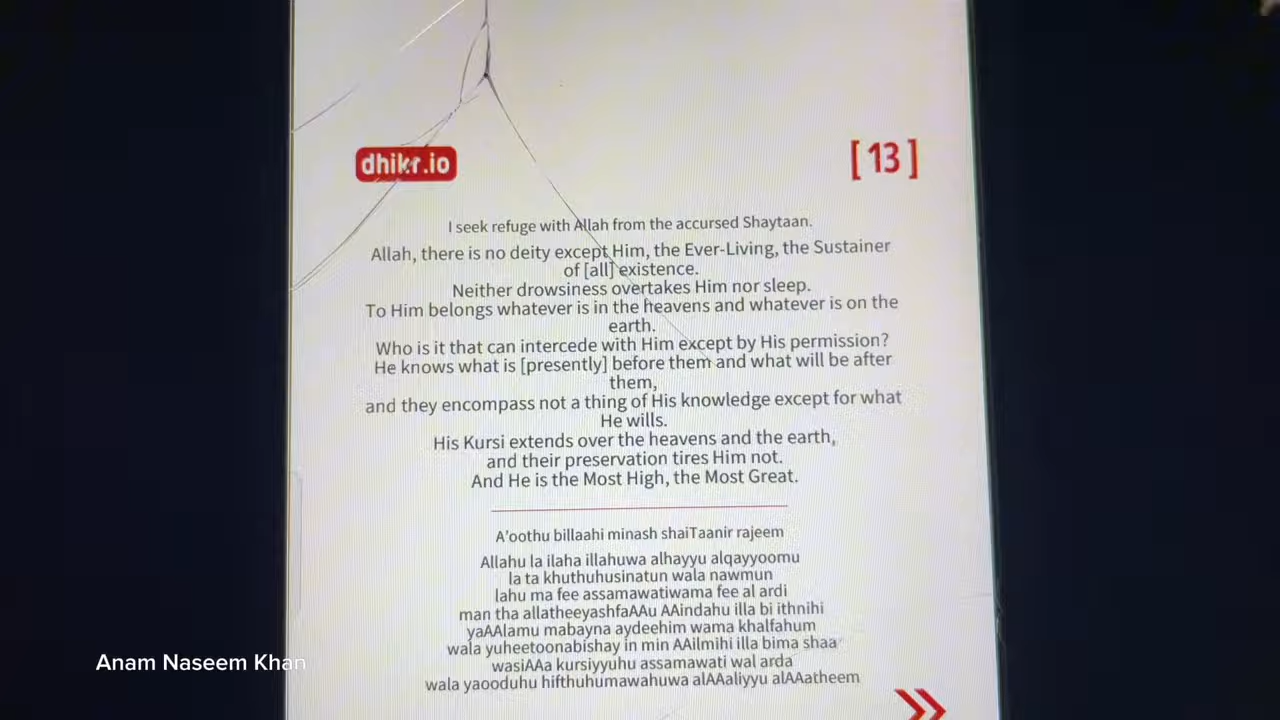 dhikr.io
[ 13 ]
I seek refuge with Allah from the accursed Shaytaan.
Allah, there is no deity except Him, the Ever-Living, the Sustainer
of [all] existence.
Neither drowsiness overtakes Him nor sleep.
To Him belongs whatever is in the heavens and whatever is on the
earth.
Who is it that can intercede with Him except by His permission?
He knows what is [presently] before them and what will be after
them,
and they encompass not a thing of His knowledge except for what
He wills.
His Kursi extends over the heavens and the earth,
and their preservation tires Him not.
And He is the Most High, the Most Great.
A'oothu billaahi minash shaiTaanir rajeem
Allahu la ilaha illahuwa alhayyu alqayyoomu
la ta khuthuhusinatun wala nawmun
lahu ma fee assamawatiwama fee al ardi
man tha allatheeyashfaAAu AAindahu illa bi ithnihi
yaAAlamu mabayna aydeehim wama khalfahum
wala yuheetoonabishay in min AAilmihi illa bima shaa
wasiAAa kursiyyuhu assamawati wal arda
wala yaooduhu hifthuhumawahuwa alAAaliyyu alAAatheem
Anam Naseem Khan